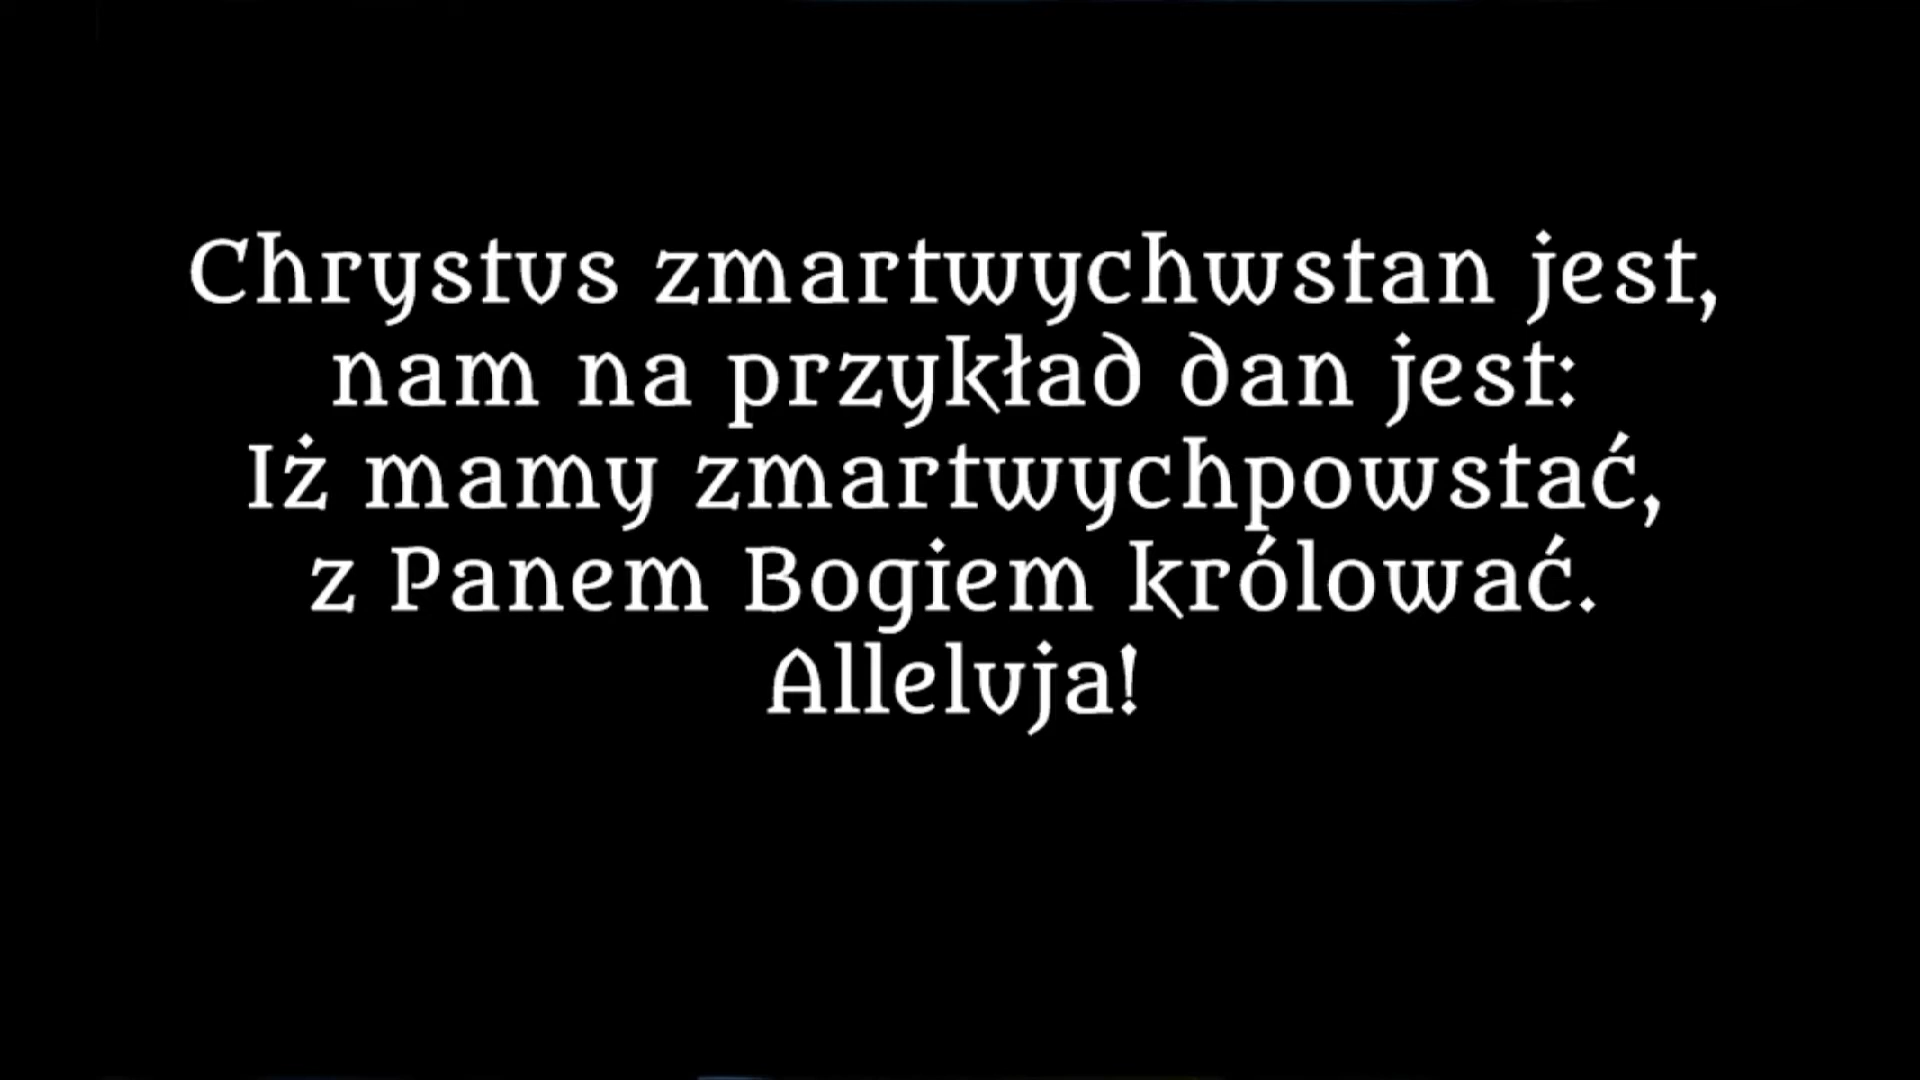 Chrystus zmartwychwstan jest,
nam na przykład dan jest:
Iż mamy zmartwychpowstać,
z Panem Bogiem królować.
Alleluja!